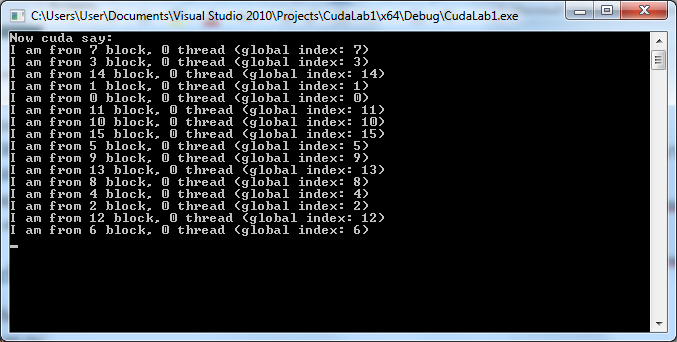 C:\Users\User\Documents\Visual Studio 2010\Projects\CudaLab1\x64\Debug\CudaLab1.exe
Now cuda say:
I am from 7 block, 0 thread (global index: 7)
I am from 3 block, 0 thread (global index: 3)
I am from 14 block, 0 thread (global index: 14)
I am from 1 block, 0 thread (global index: 1)
I am from 0 block, 0 thread (global index: 0)
I am from 11 block, 0 thread (global index: 11)
I am from 10 block, 0 thread (global index: 10)
I am from 15 block, 0 thread (global index: 15)
I am from 5 block, 0 thread (global index: 5)
I am from 9 block, 0 thread (global index: 9)
I am from 13 block, 0 thread (global index: 13)
I am from 8 block, 0 thread (global index: 8)
I am from 4 block, 0 thread (global index: 4)
I am from 2 block, 0 thread (global index: 2)
I am from 12 block, 0 thread (global index: 12)
I am from 6 block, 0 thread (global index: 6)